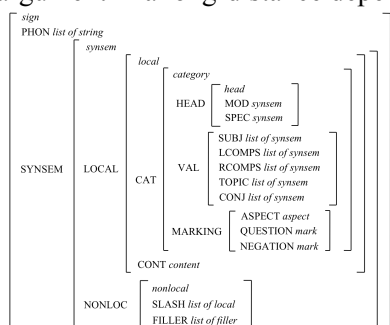 sign
PHON list of string
synsem
local
category
HEAD
head
MOD synsem
SPEC synsem
SYNSEM
LOCAL
CAT
VAL
SUBJ list of synsem
LCOMPS list of synsem
RCOMPS list of synsem
TOPIC list of synsem
CONJ list of synsem
MARKING
ASPECT aspect
QUESTION mark
NEGATION mark
CONT content
NONLOC
nonlocal
SLASH list of local
FILLER list of filler